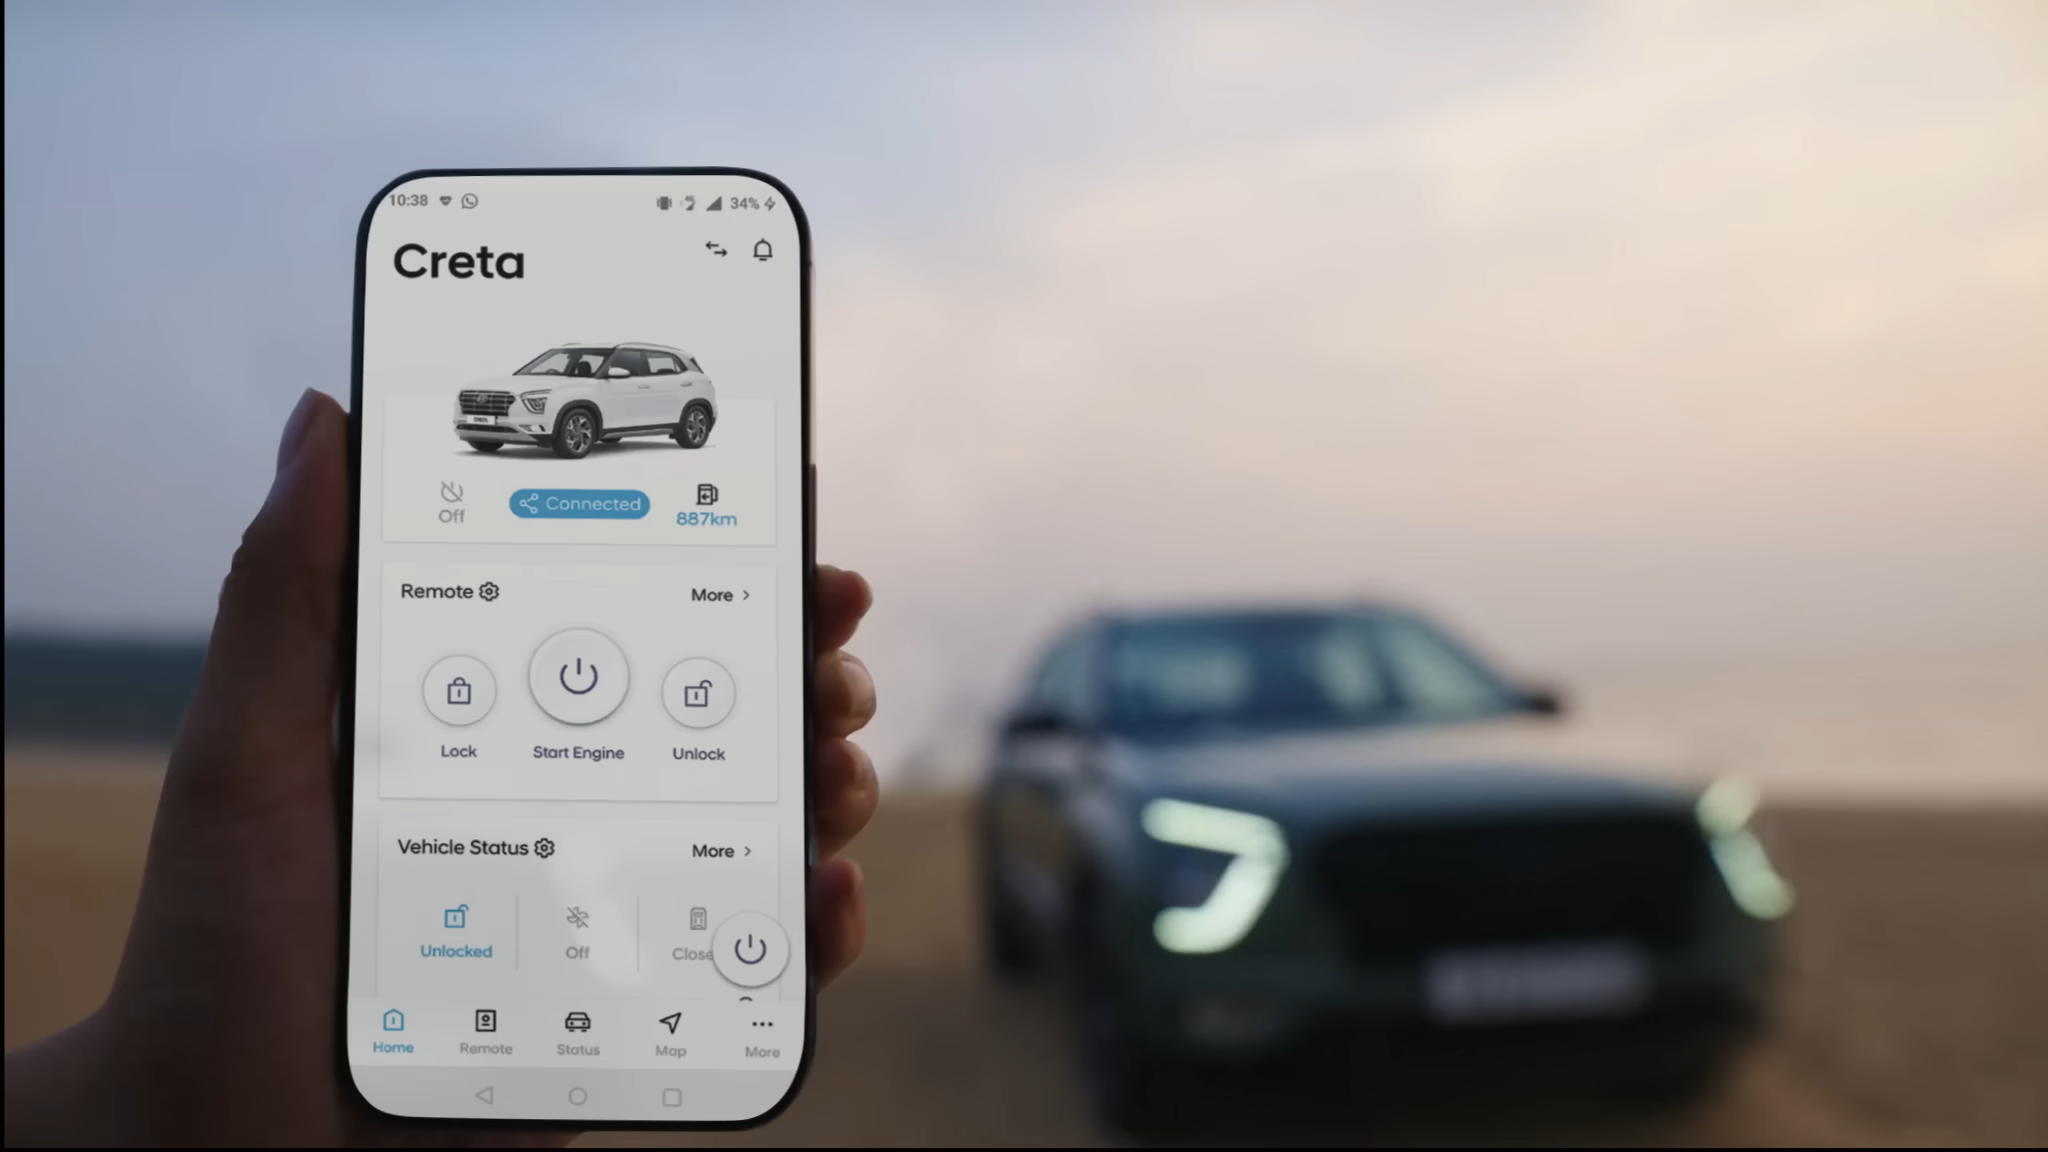 10:38 34%
Creta
Off Connected 887km
Remote More >
Lock Start Engine Unlock
Vehicle Status More >
Unlocked Off Close
Home Remote Status Map More